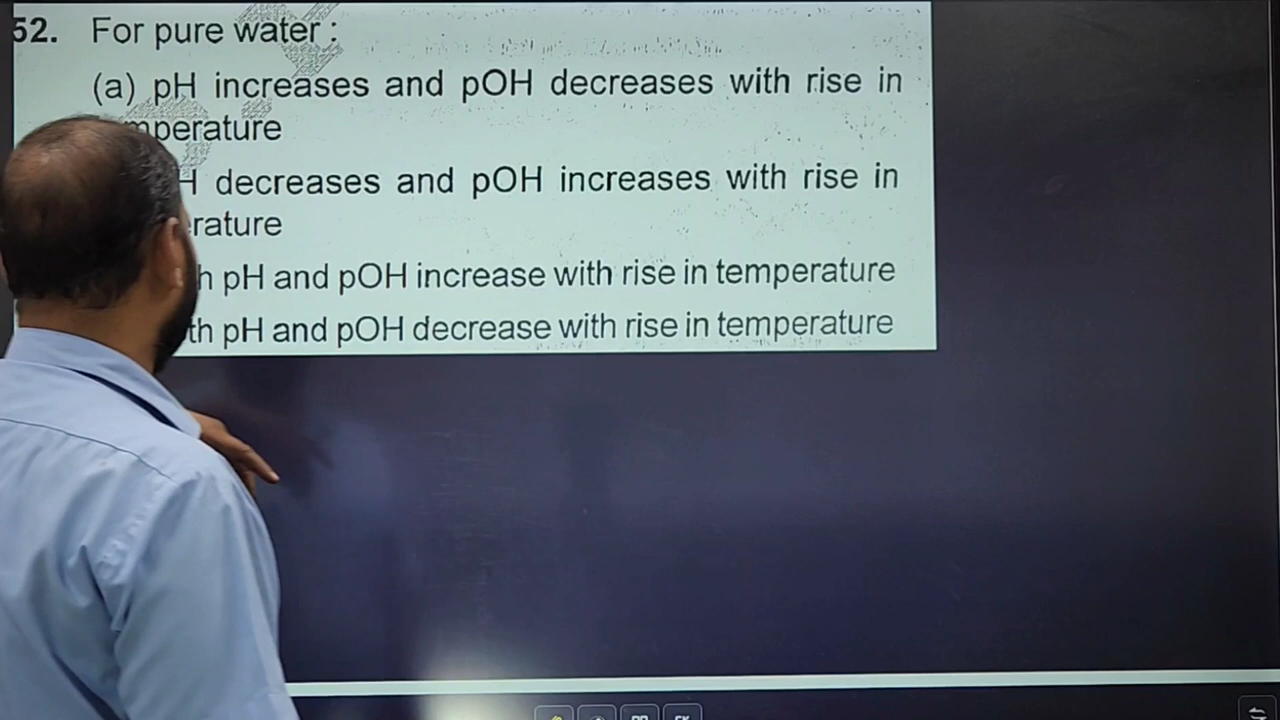 52. For pure water :
(a) pH increases and pOH decreases with rise in
mperature
H decreases and pOH increases with rise in
erature
h pH and pOH increase with rise in temperature
th pH and pOH decrease with rise in temperature